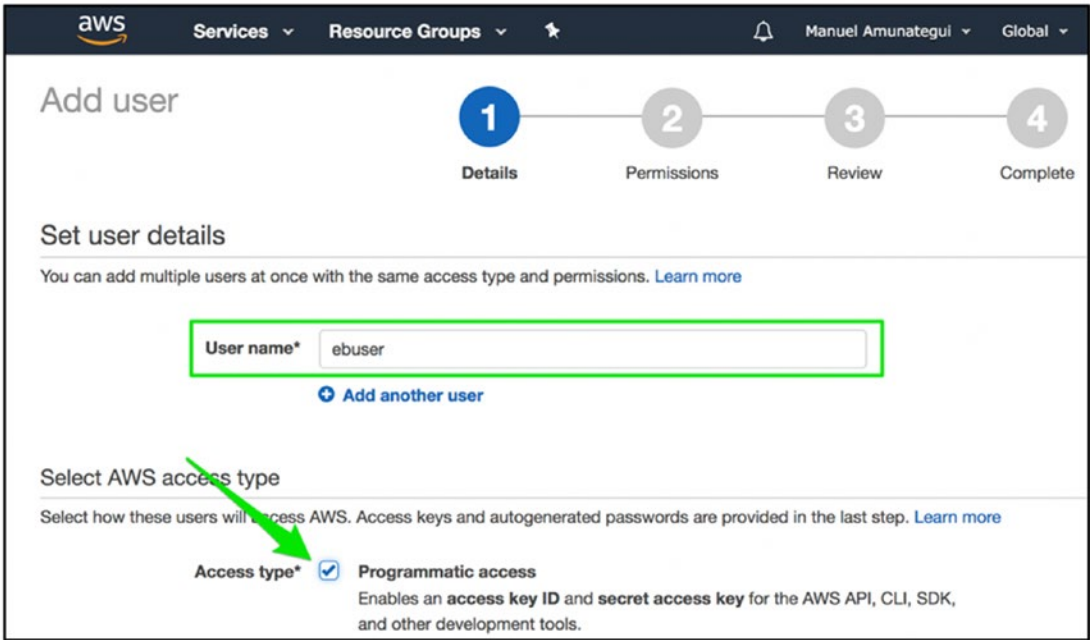 aws Services Resource Groups Manuel Amunategui Global
Add user
1 2 3 4
Details Permissions Review Complete
Set user details
You can add multiple users at once with the same access type and permissions. Learn more
User name* ebuser
Add another user
Select AWS access type
Select how these users will access AWS. Access keys and autogenerated passwords are provided in the last step. Learn more
Access type* Programmatic access
Enables an access key ID and secret access key for the AWS API, CLI, SDK,
and other development tools.